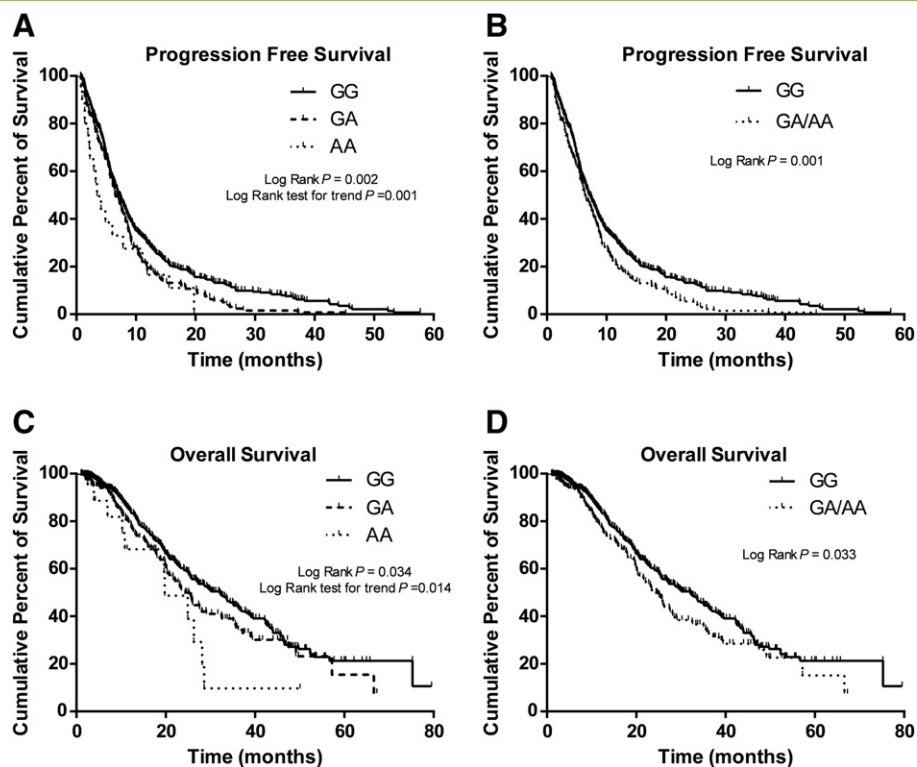 A
Progression Free Survival
Cumulative Percent of Survival
100
80
60
40
20
0
GG
GA
AA
Log Rank P = 0.002
Log Rank test for trend P =0.001
0 10 20 30 40 50 60
Time (months)
B
Progression Free Survival
Cumulative Percent of Survival
100
80
60
40
20
0
GG
GA/AA
Log Rank P = 0.001
0 10 20 30 40 50 60
Time (months)
C
Overall Survival
Cumulative Percent of Survival
100
80
60
40
20
0
GG
GA
AA
Log Rank P = 0.034
Log Rank test for trend P =0.014
0 20 40 60 80
Time (months)
D
Overall Survival
Cumulative Percent of Survival
100
80
60
40
20
0
GG
GA/AA
Log Rank P = 0.033
0 20 40 60 80
Time (months)